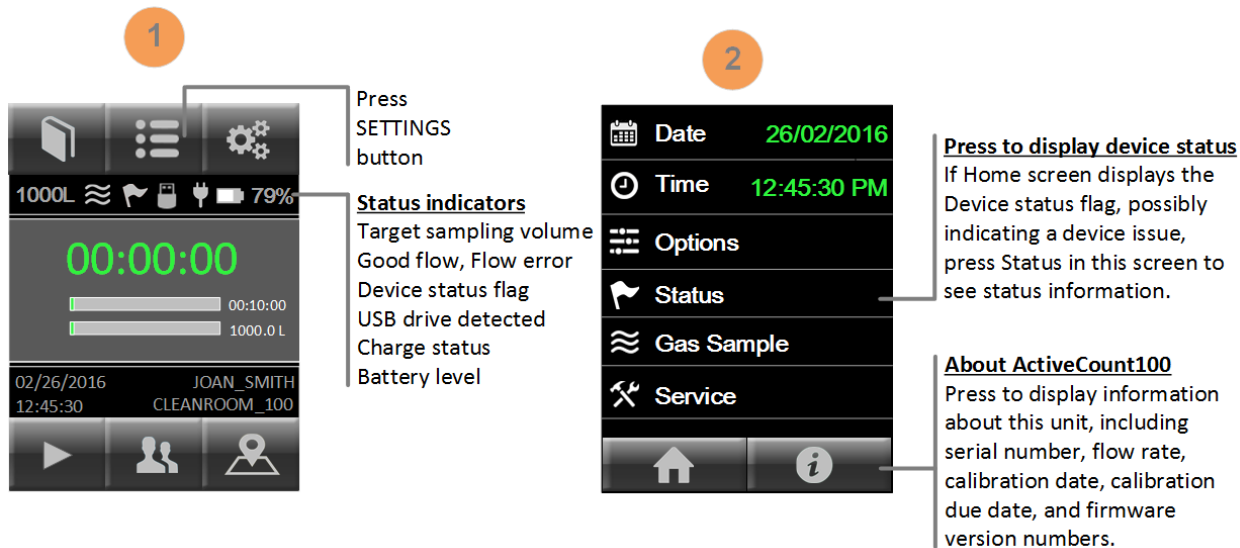 1
Press
SETTINGS
button
1000L 79%
Status indicators
Target sampling volume
Good flow, Flow error
Device status flag
USB drive detected
Charge status
Battery level
00:00:00
00:10:00
1000.0 L
02/26/2016 JOAN_SMITH
12:45:30 CLEANROOM_100
2
Date 26/02/2016
Time 12:45:30 PM
Options
Status
Gas Sample
Service
i
Press to display device status
If Home screen displays the
Device status flag, possibly
indicating a device issue,
press Status in this screen to
see status information.
About ActiveCount100
Press to display information
about this unit, including
serial number, flow rate,
calibration date, calibration
due date, and firmware
version numbers.